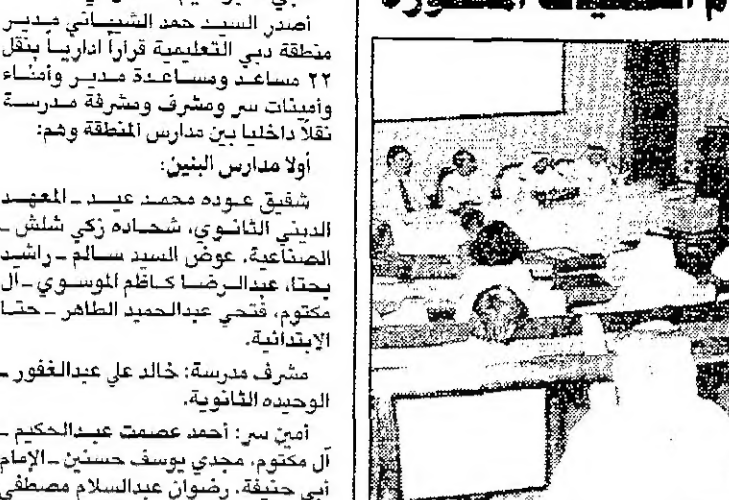 أصدر السيد حمد الشيباني مدير
منطقة دبي التعليمية قراراً ادارياً بنقل
٢٢ مساعد ومساعدة مدير وأمناء
وأمينات سر ومشرف ومشرفة مدرسة
نقلاً داخليا بين مدارس المنطقة وهم:
أولا مدارس البنين:
شفيق عوده محمد عيد ـ المعهد
الديني الثانوي، شحاده زكي شلش ـ
الصناعية، عوض السيد سالم ـ راشد
بحتا، عبدالرضا كاظم الموسوي ـ آل
مكتوم، فتحي عبدالحميد الطاهر ـ حتا
الابتدائية.
مشرف مدرسة: خالد علي عبدالغفور ـ
الوحيده الثانوية.
أمين سر: أحمد عصمت عبدالحكيم ـ
آل مكتوم، مجدي يوسف حسنين ـ الإمام
أبي حنيفة، رضوان عبدالسلام مصطفى